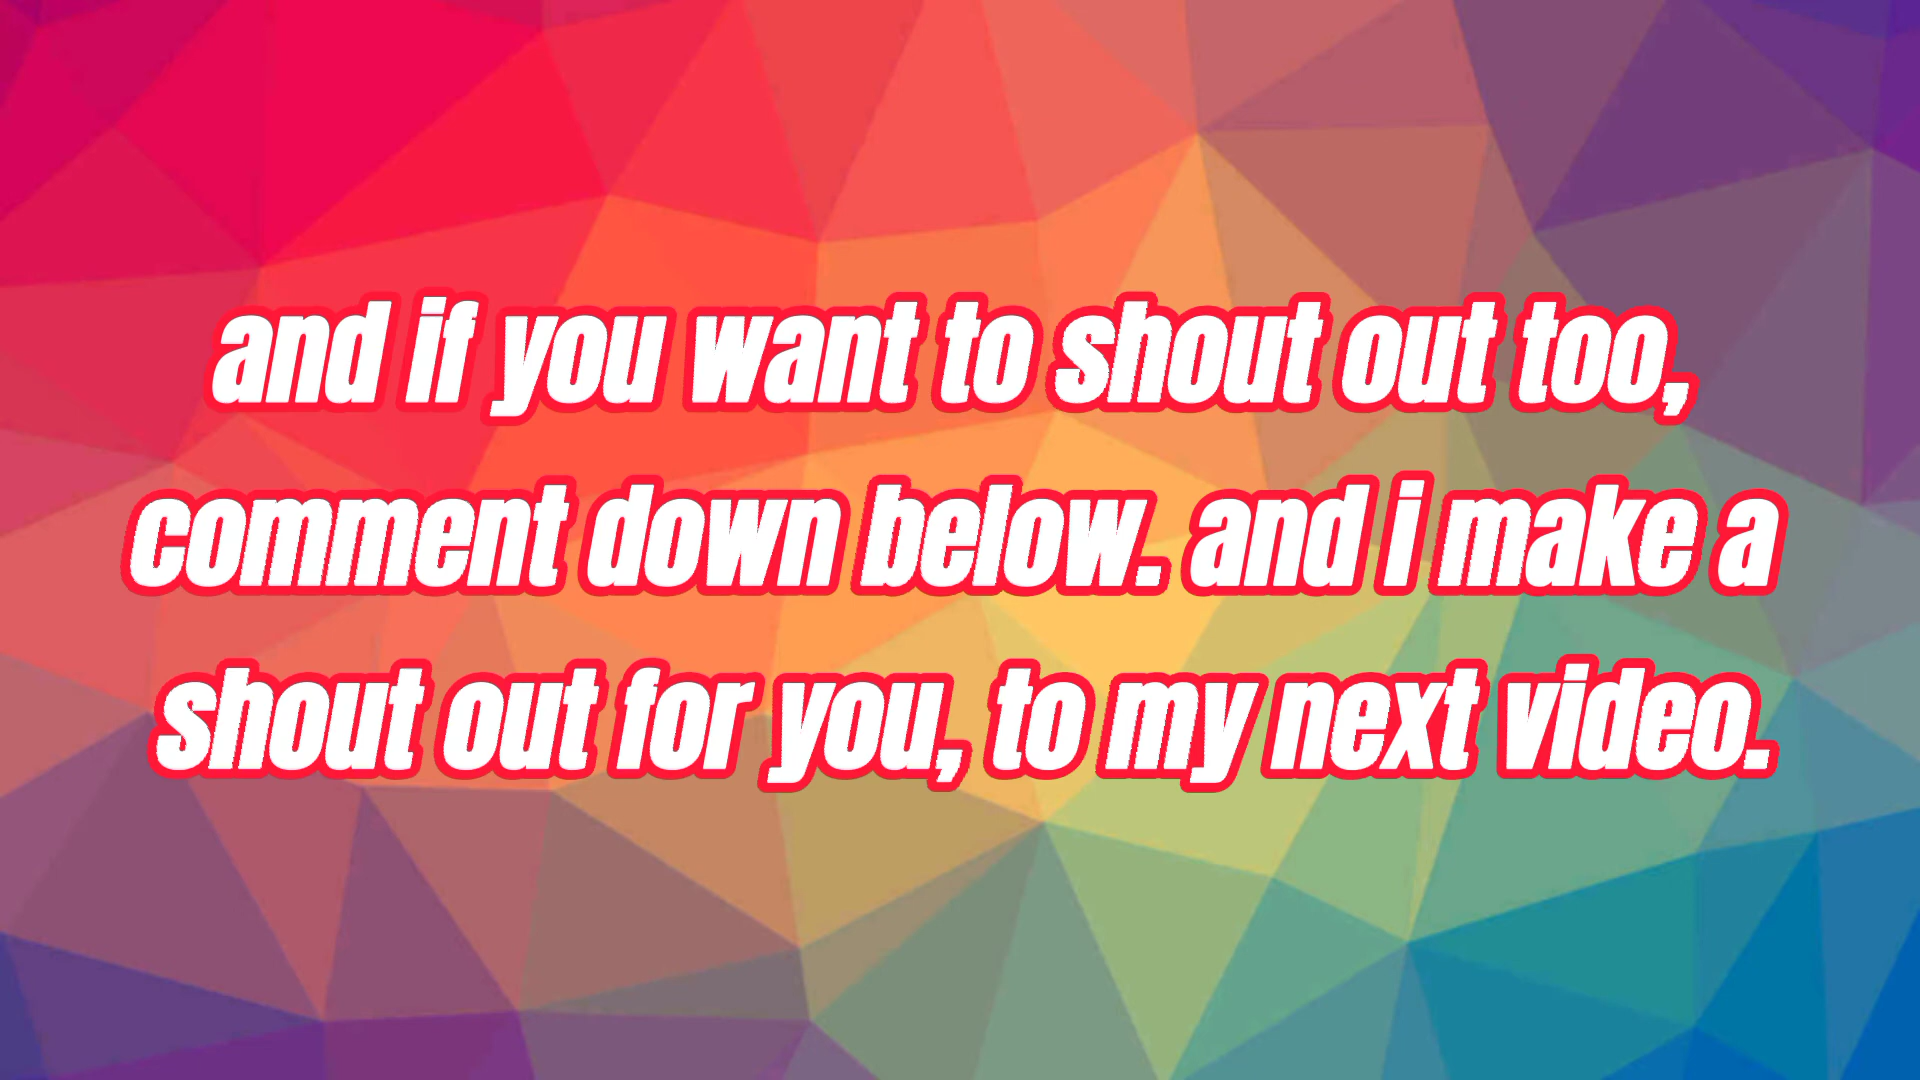 and if you want to shout out too,
comment down below. and i make a
shout out for you, to my next video.